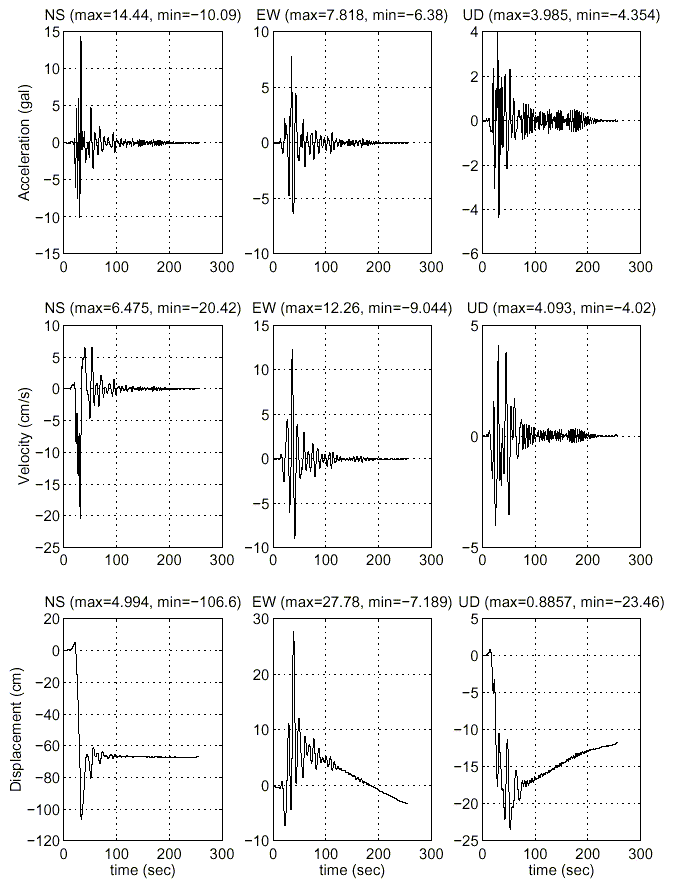 NS (max=14.44, min=−10.09) EW (max=7.818, min=−6.38) UD (max=3.985, min=−4.354)
15 10 4
10 5 2
5 0 0
0 −5 −2
−5 −10 4
−10 6
−15
Acceleration (gal)
0 100 200 300 0 100 200 300 0 100 200 300
NS (max=6.475, min=−20.42) EW (max=12.26, min=−9.044) UD (max=4.093, min=−4.02)
10 15 5
5 10 0
0 5 −5
−5 0
−10 −5
−15 −10
−20
−25
Velocity (cm/s)
0 100 200 300 0 100 200 300 0 100 200 300
NS (max=4.994, min=−106.6) EW (max=27.78, min=−7.189) UD (max=0.8857, min=−23.46)
20 30 5
0 20 0
−20 10 −5
−40 0 −10
−60 −10 −15
−80 −20
−100 −25
−120
Displacement (cm)
0 100 200 300 0 100 200 300 0 100 200 300
time (sec) time (sec) time (sec)